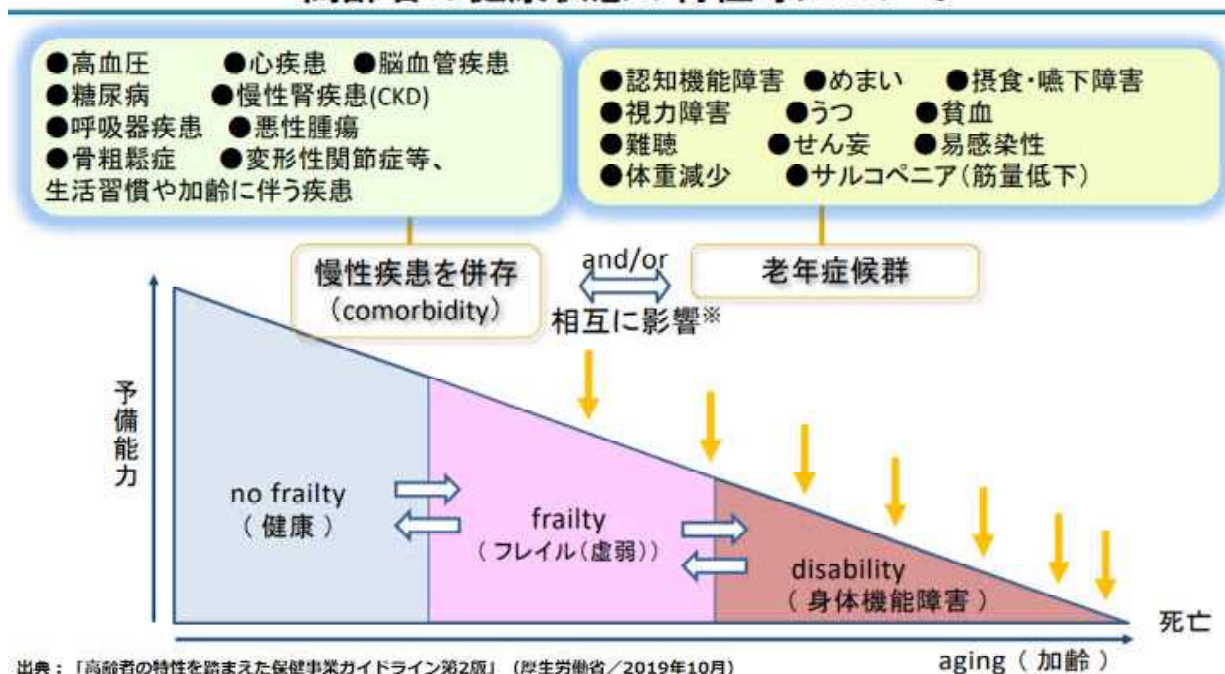 ●高血圧 ●心疾患 ●脳血管疾患
●糖尿病 ●慢性腎疾患(CKD)
●呼吸器疾患 ●悪性腫瘍
●骨粗鬆症 ●変形性関節症等、
生活習慣や加齢に伴う疾患
●認知機能障害 ●めまい ●摂食・嚥下障害
●視力障害 ●うつ ●貧血
●難聴 ●せん妄 ●易感染性
●体重減少 ●サルコペニア(筋量低下)
慢性疾患を併存
(comorbidity)
and/or
相互に影響※
老年症候群
予備能力
no frailty
(健康)
frailty
(フレイル(虚弱))
disability
(身体機能障害)
死亡
aging(加齢)
出典:「高齢者の特性を踏まえた保健事業ガイドライン第2版」(厚生労働省/2019年10月)